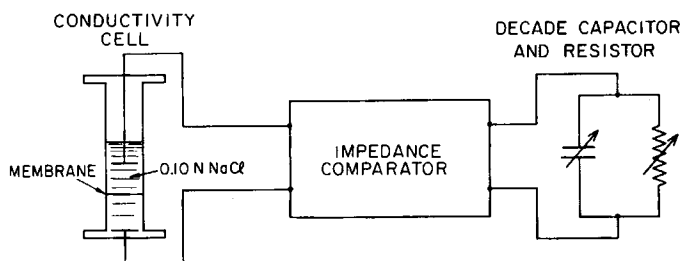 CONDUCTIVITY
CELL
DECADE CAPACITOR
AND RESISTOR
0.10 N NaCl
MEMBRANE
IMPEDANCE
COMPARATOR